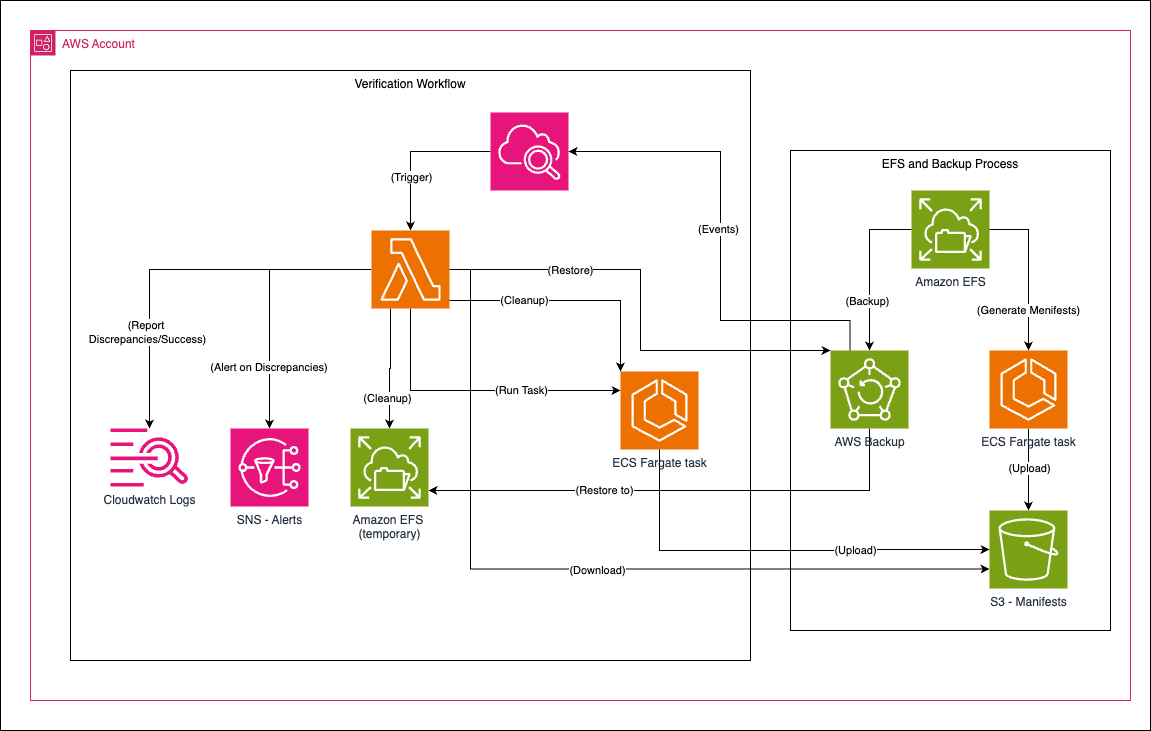 AWS Account
Verification Workflow
EFS and Backup Process
(Trigger)
(Events)
Amazon EFS
(Restore)
(Cleanup)
(Backup)
(Generate Menifests)
(Report
Discrepancies/Success)
(Alert on Discrepancies)
(Cleanup)
(Run Task)
AWS Backup
ECS Fargate task
ECS Fargate task
(Upload)
Cloudwatch Logs
SNS - Alerts
Amazon EFS
(temporary)
(Restore to)
(Upload)
(Download)
S3 - Manifests